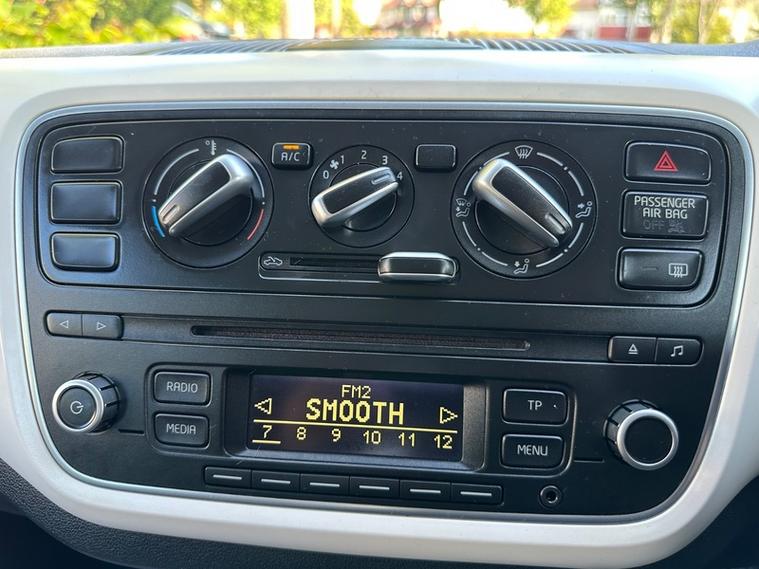 A/C
0 1 2 3 4
PASSENGER
AIR BAG
OFF
RADIO
MEDIA
FM2
SMOOTH
7 8 9 10 11 12
TP
MENU